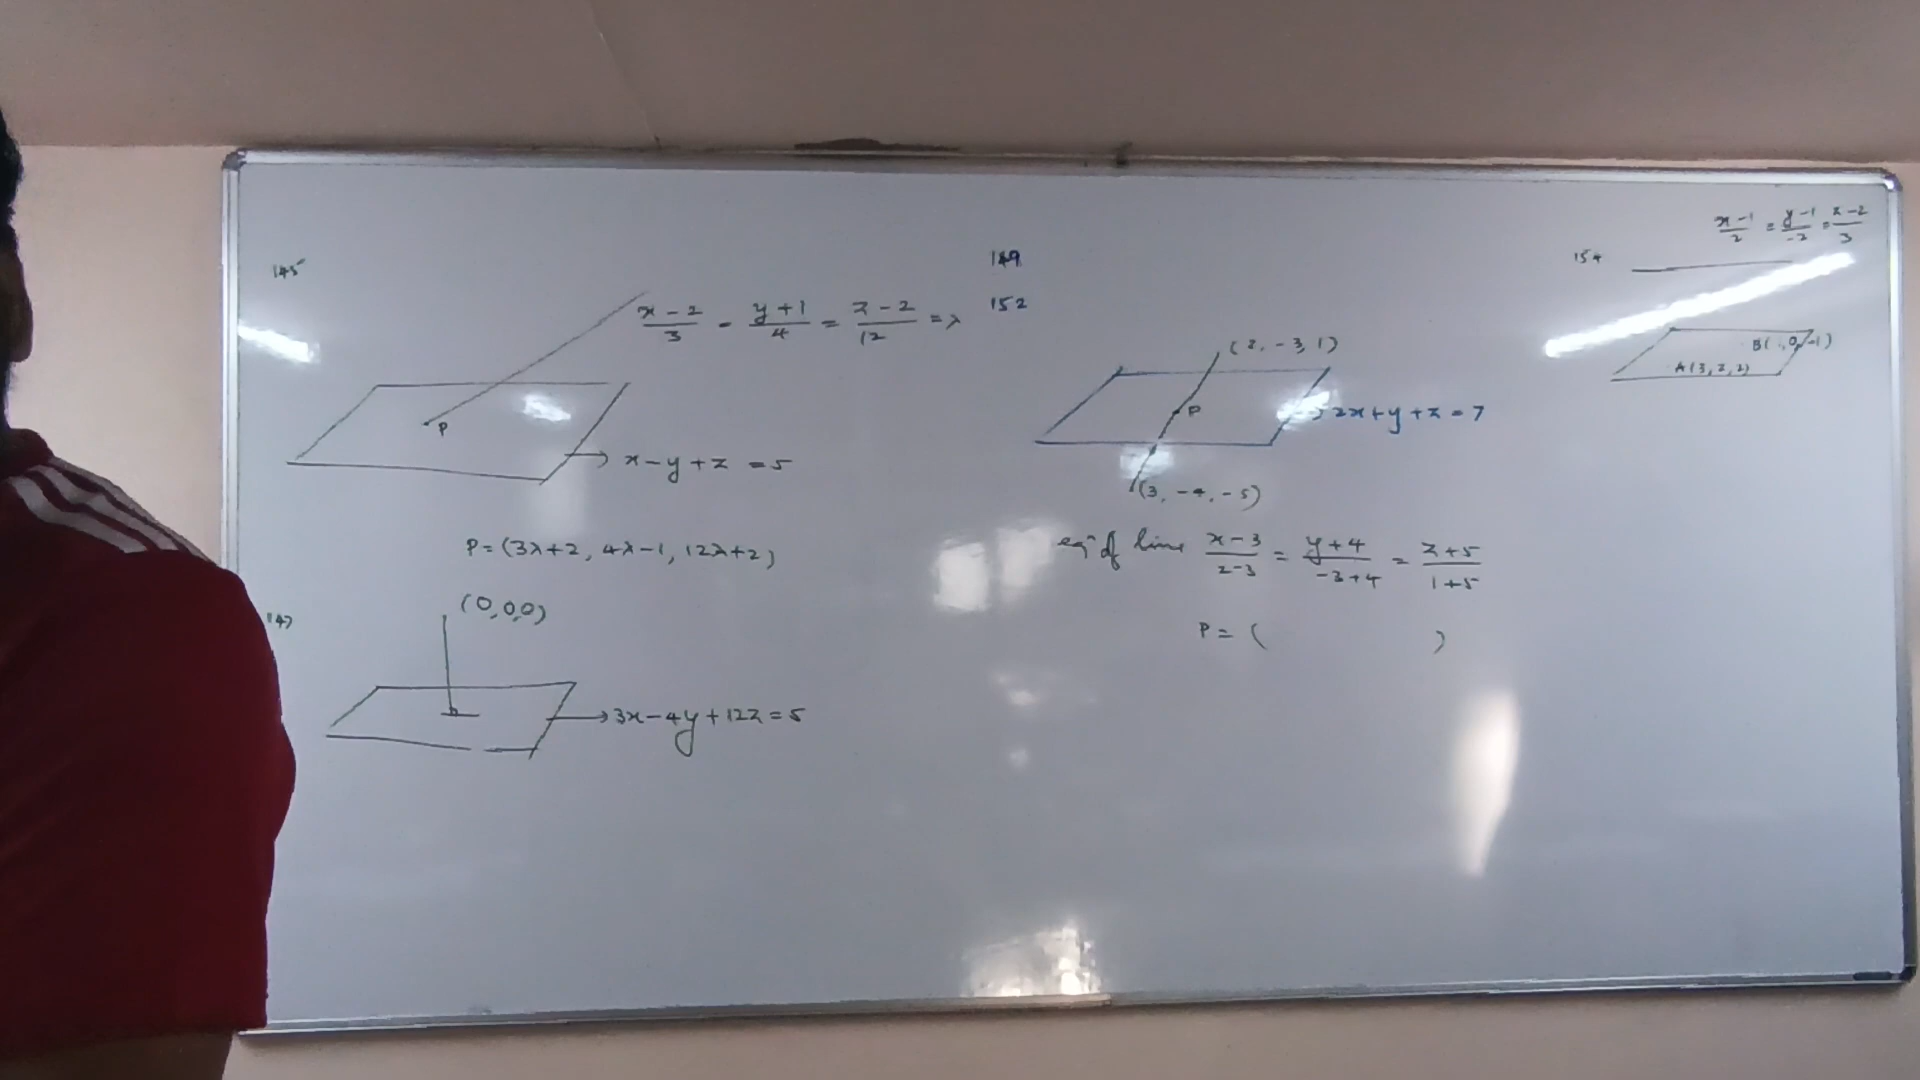 145
x-2/3 = y+1/4 = z-2/12 = λ
P
x-y+z = 5
P = (3λ+2, 4λ-1, 12λ+2)
147
(0,0,0)
3x-4y+12z=5
149
152
(2, -3, 1)
P
2x+y+z = 7
(3, -4, -5)
eqn of line x-3/2-3 = y+4/-3+4 = z+5/1+5
P = ( )
x-1/2 = y-1/-2 = z-2/3
154
B( , 0, -1)
A(3, 2, 2)